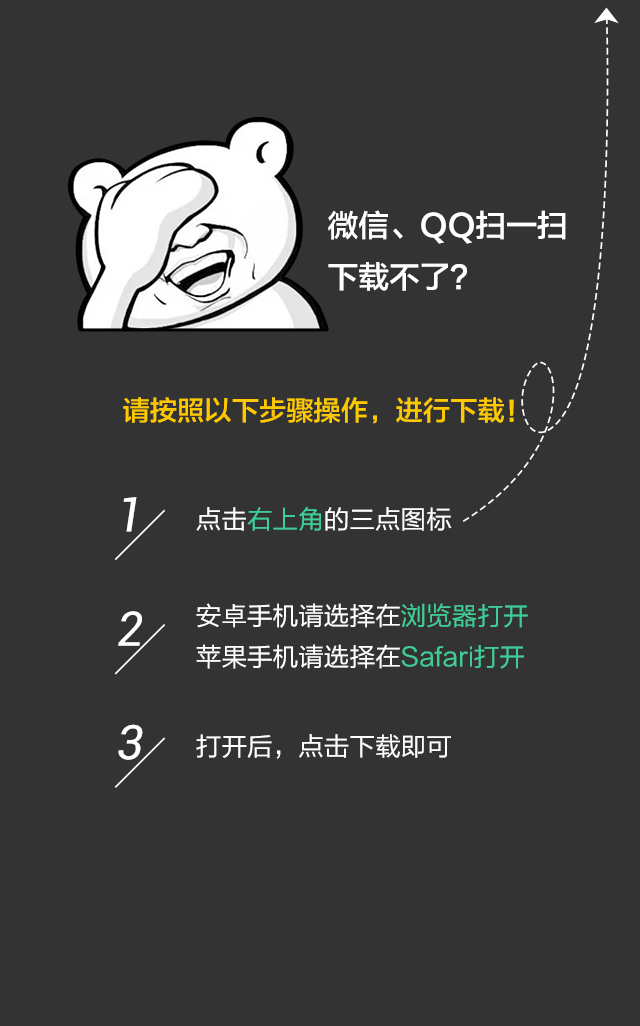 微信、QQ扫一扫
下载不了？
请按照以下步骤操作，进行下载！
1
点击右上角的三点图标
2
安卓手机请选择在浏览器打开
苹果手机请选择在Safari打开
3
打开后，点击下载即可